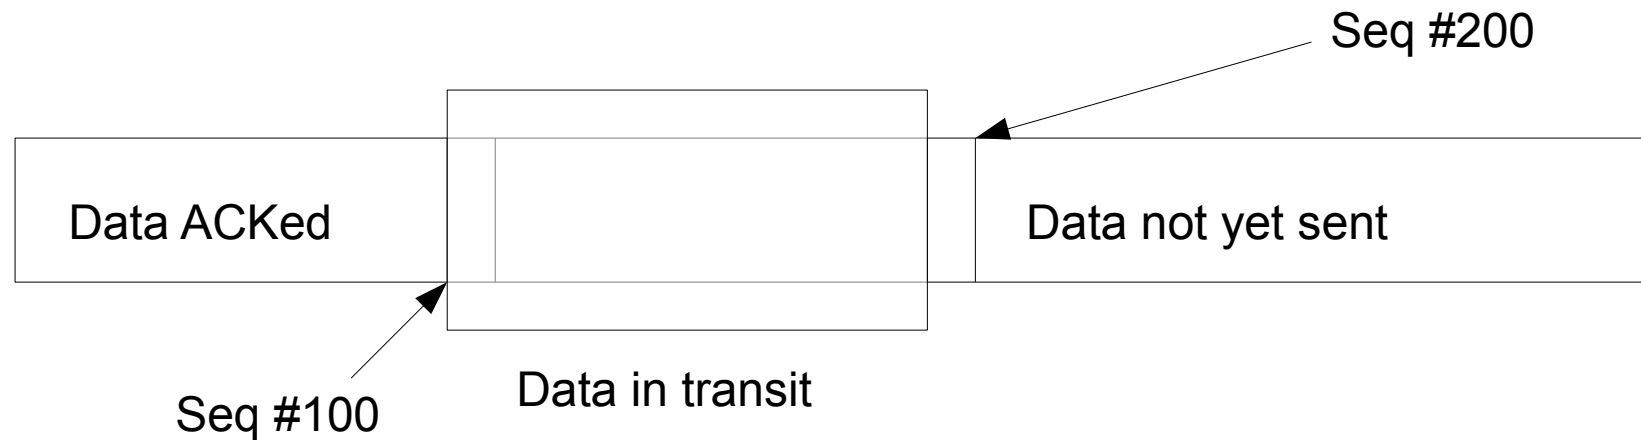 Seq #200
Data ACKed
Data not yet sent
Data in transit
Seq #100